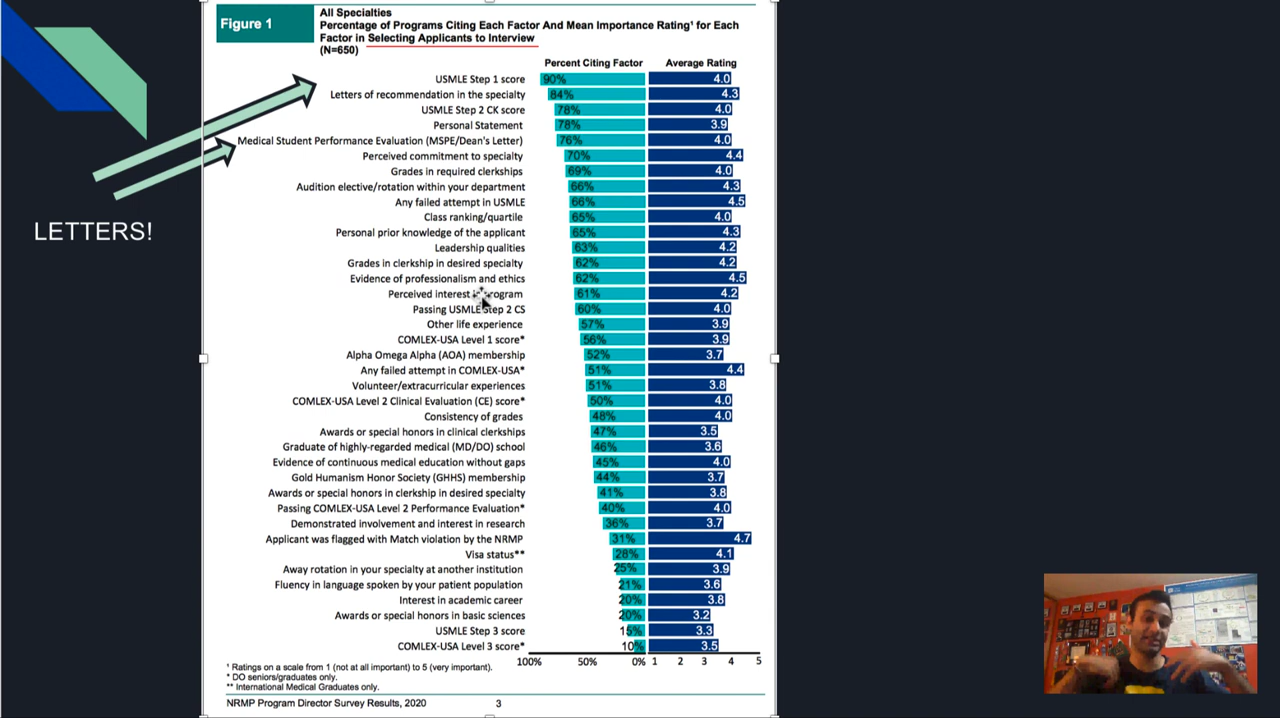 Figure 1
All Specialties
Percentage of Programs Citing Each Factor And Mean Importance Rating¹ for Each
Factor in Selecting Applicants to Interview
(N=650)
Percent Citing Factor Average Rating
USMLE Step 1 score 90% 4.0
Letters of recommendation in the specialty 84% 4.3
USMLE Step 2 CK score 78% 4.0
Personal Statement 78% 3.9
Medical Student Performance Evaluation (MSPE/Dean's Letter) 76% 4.0
Perceived commitment to specialty 70% 4.4
Grades in required clerkships 69% 4.0
Audition elective/rotation within your department 66% 4.3
Any failed attempt in USMLE 66% 4.5
Class ranking/quartile 65% 4.0
Personal prior knowledge of the applicant 65% 4.3
Leadership qualities 63% 4.2
Grades in clerkship in desired specialty 62% 4.2
Evidence of professionalism and ethics 62% 4.5
Perceived interest program 61% 4.2
Passing USMLE Step 2 CS 60% 4.0
Other life experience 57% 3.9
COMLEX-USA Level 1 score* 56% 3.9
Alpha Omega Alpha (AOA) membership 52% 3.7
Any failed attempt in COMLEX-USA* 51% 4.4
Volunteer/extracurricular experiences 51% 3.8
COMLEX-USA Level 2 Clinical Evaluation (CE) score* 50% 4.0
Consistency of grades 48% 4.0
Awards or special honors in clinical clerkships 47% 3.5
Graduate of highly-regarded medical (MD/DO) school 46% 3.6
Evidence of continuous medical education without gaps 45% 4.0
Gold Humanism Honor Society (GHHS) membership 44% 3.7
Awards or special honors in clerkship in desired specialty 41% 3.8
Passing COMLEX-USA Level 2 Performance Evaluation* 40% 4.0
Demonstrated involvement and interest in research 36% 3.7
Applicant was flagged with Match violation by the NRMP 31% 4.7
Visa status** 28% 4.1
Away rotation in your specialty at another institution 25% 3.9
Fluency in language spoken by your patient population 21% 3.6
Interest in academic career 20% 3.8
Awards or special honors in basic sciences 20% 3.2
USMLE Step 3 score 15% 3.3
COMLEX-USA Level 3 score* 10% 3.5
100% 50% 0% 1 2 3 4 5
¹ Ratings on a scale from 1 (not at all important) to 5 (very important).
* DO seniors/graduates only.
** International Medical Graduates only.
NRMP Program Director Survey Results, 2020 3
LETTERS!